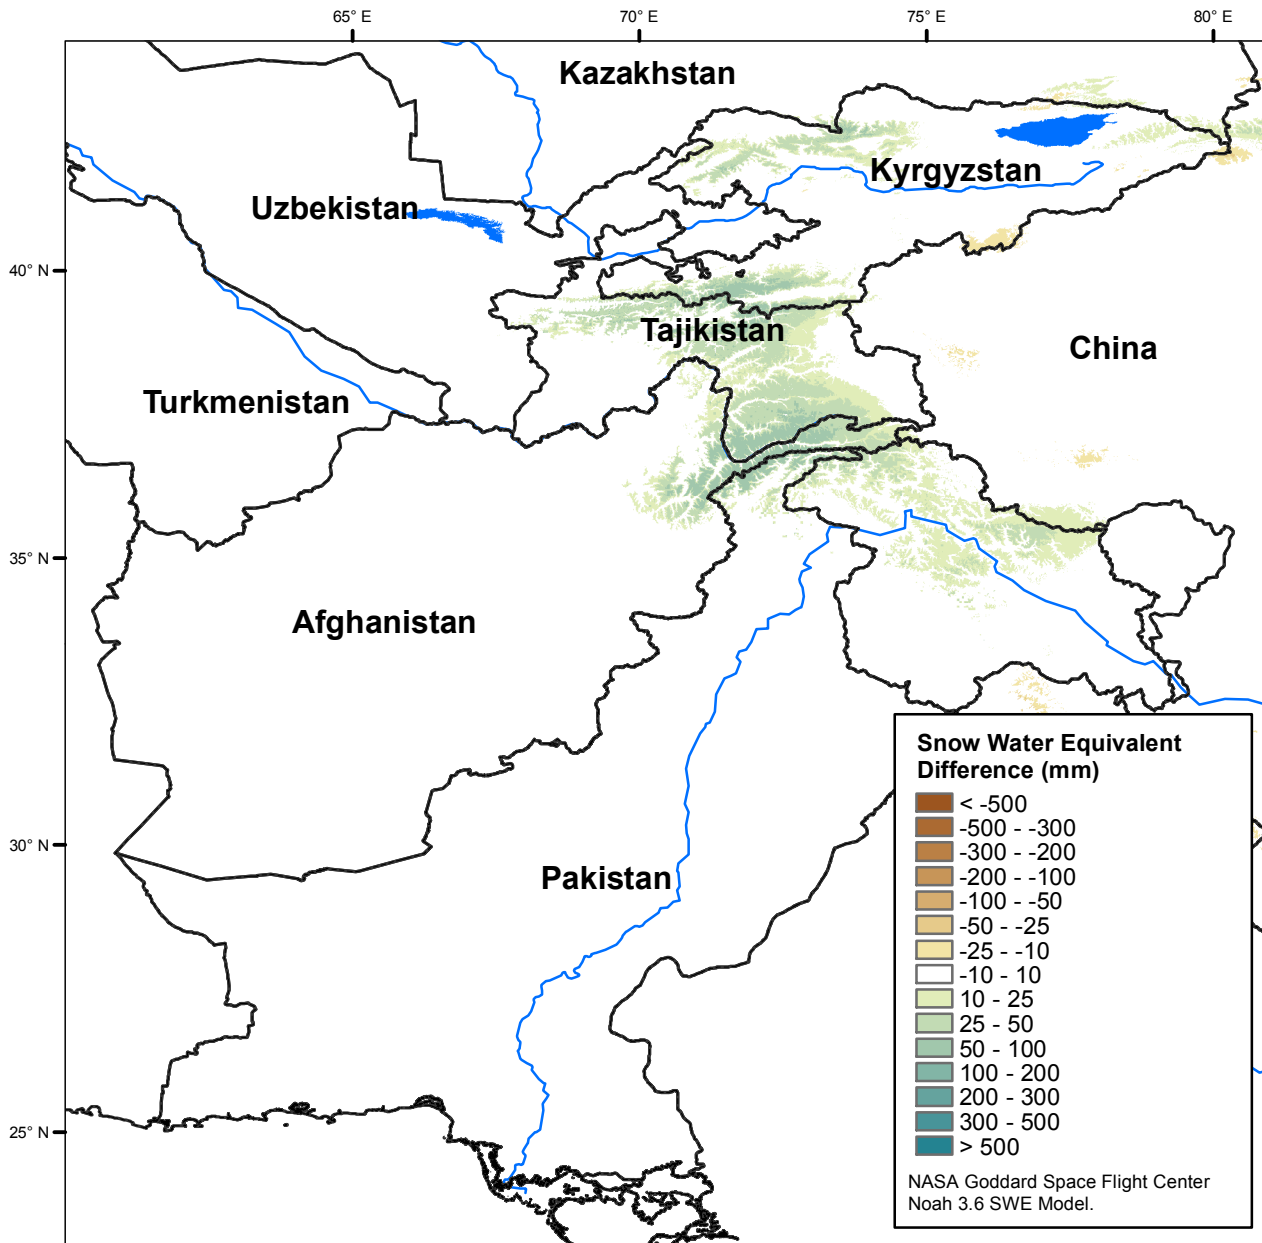 65° E
70° E
75° E
80° E
Kazakhstan
Kyrgyzstan
Uzbekistan
40° N
Tajikistan
China
Turkmenistan
35° N
Afghanistan
30° N
Pakistan
25° N
Snow Water Equivalent
Difference (mm)
< -500
-500 - -300
-300 - -200
-200 - -100
-100 - -50
-50 - -25
-25 - -10
-10 - 10
10 - 25
25 - 50
50 - 100
100 - 200
200 - 300
300 - 500
> 500
NASA Goddard Space Flight Center
Noah 3.6 SWE Model.